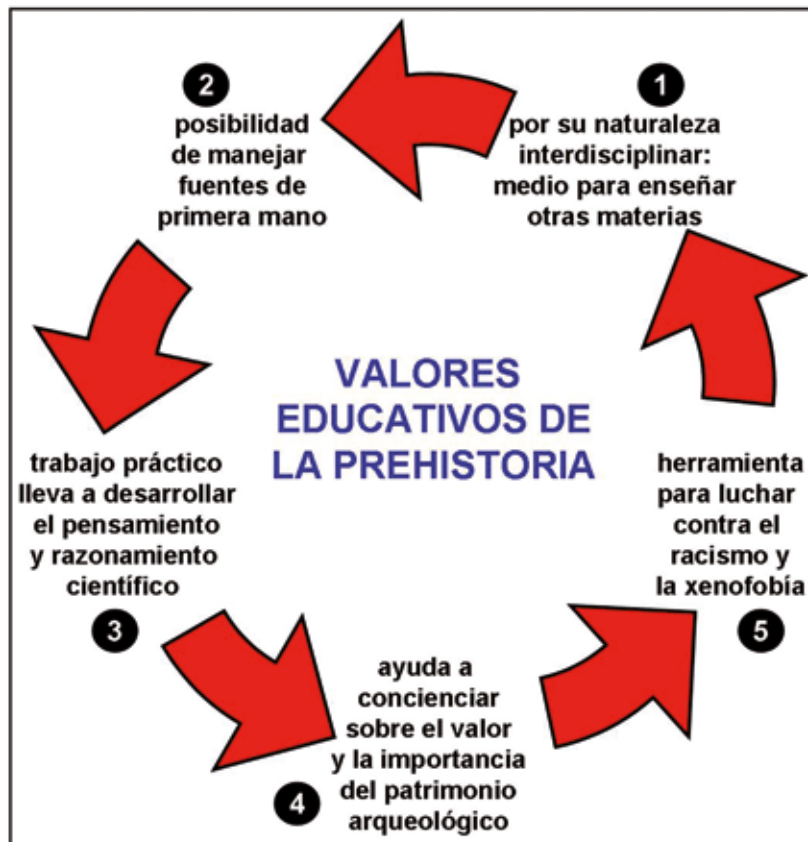 VALORES
EDUCATIVOS DE
LA PREHISTORIA
1
por su naturaleza
interdisciplinar:
medio para enseñar
otras materias
2
posibilidad
de manejar
fuentes de
primera mano
trabajo práctico
lleva a desarrollar
el pensamiento
y razonamiento
científico
3
ayuda a
concienciar
sobre el valor
y la importancia
del patrimonio
arqueológico
4
herramienta
para luchar
contra el
racismo y
la xenofobía
5